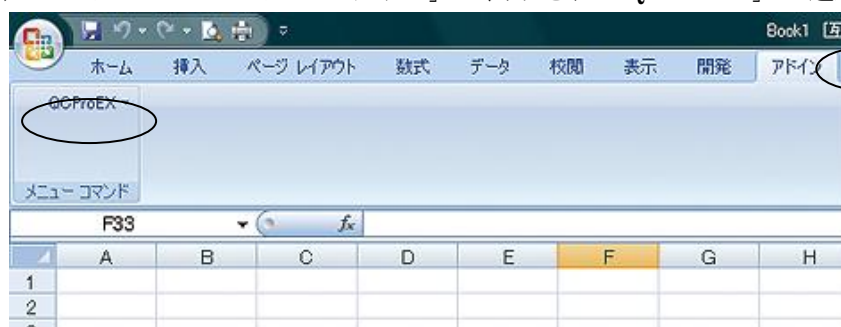 Book1 [互
ホーム 挿入 ページ レイアウト 数式 データ 校閲 表示 開発 アドイン
QCProEX
メニュー コマンド
F33 fx
A B C D E F G H
1
2